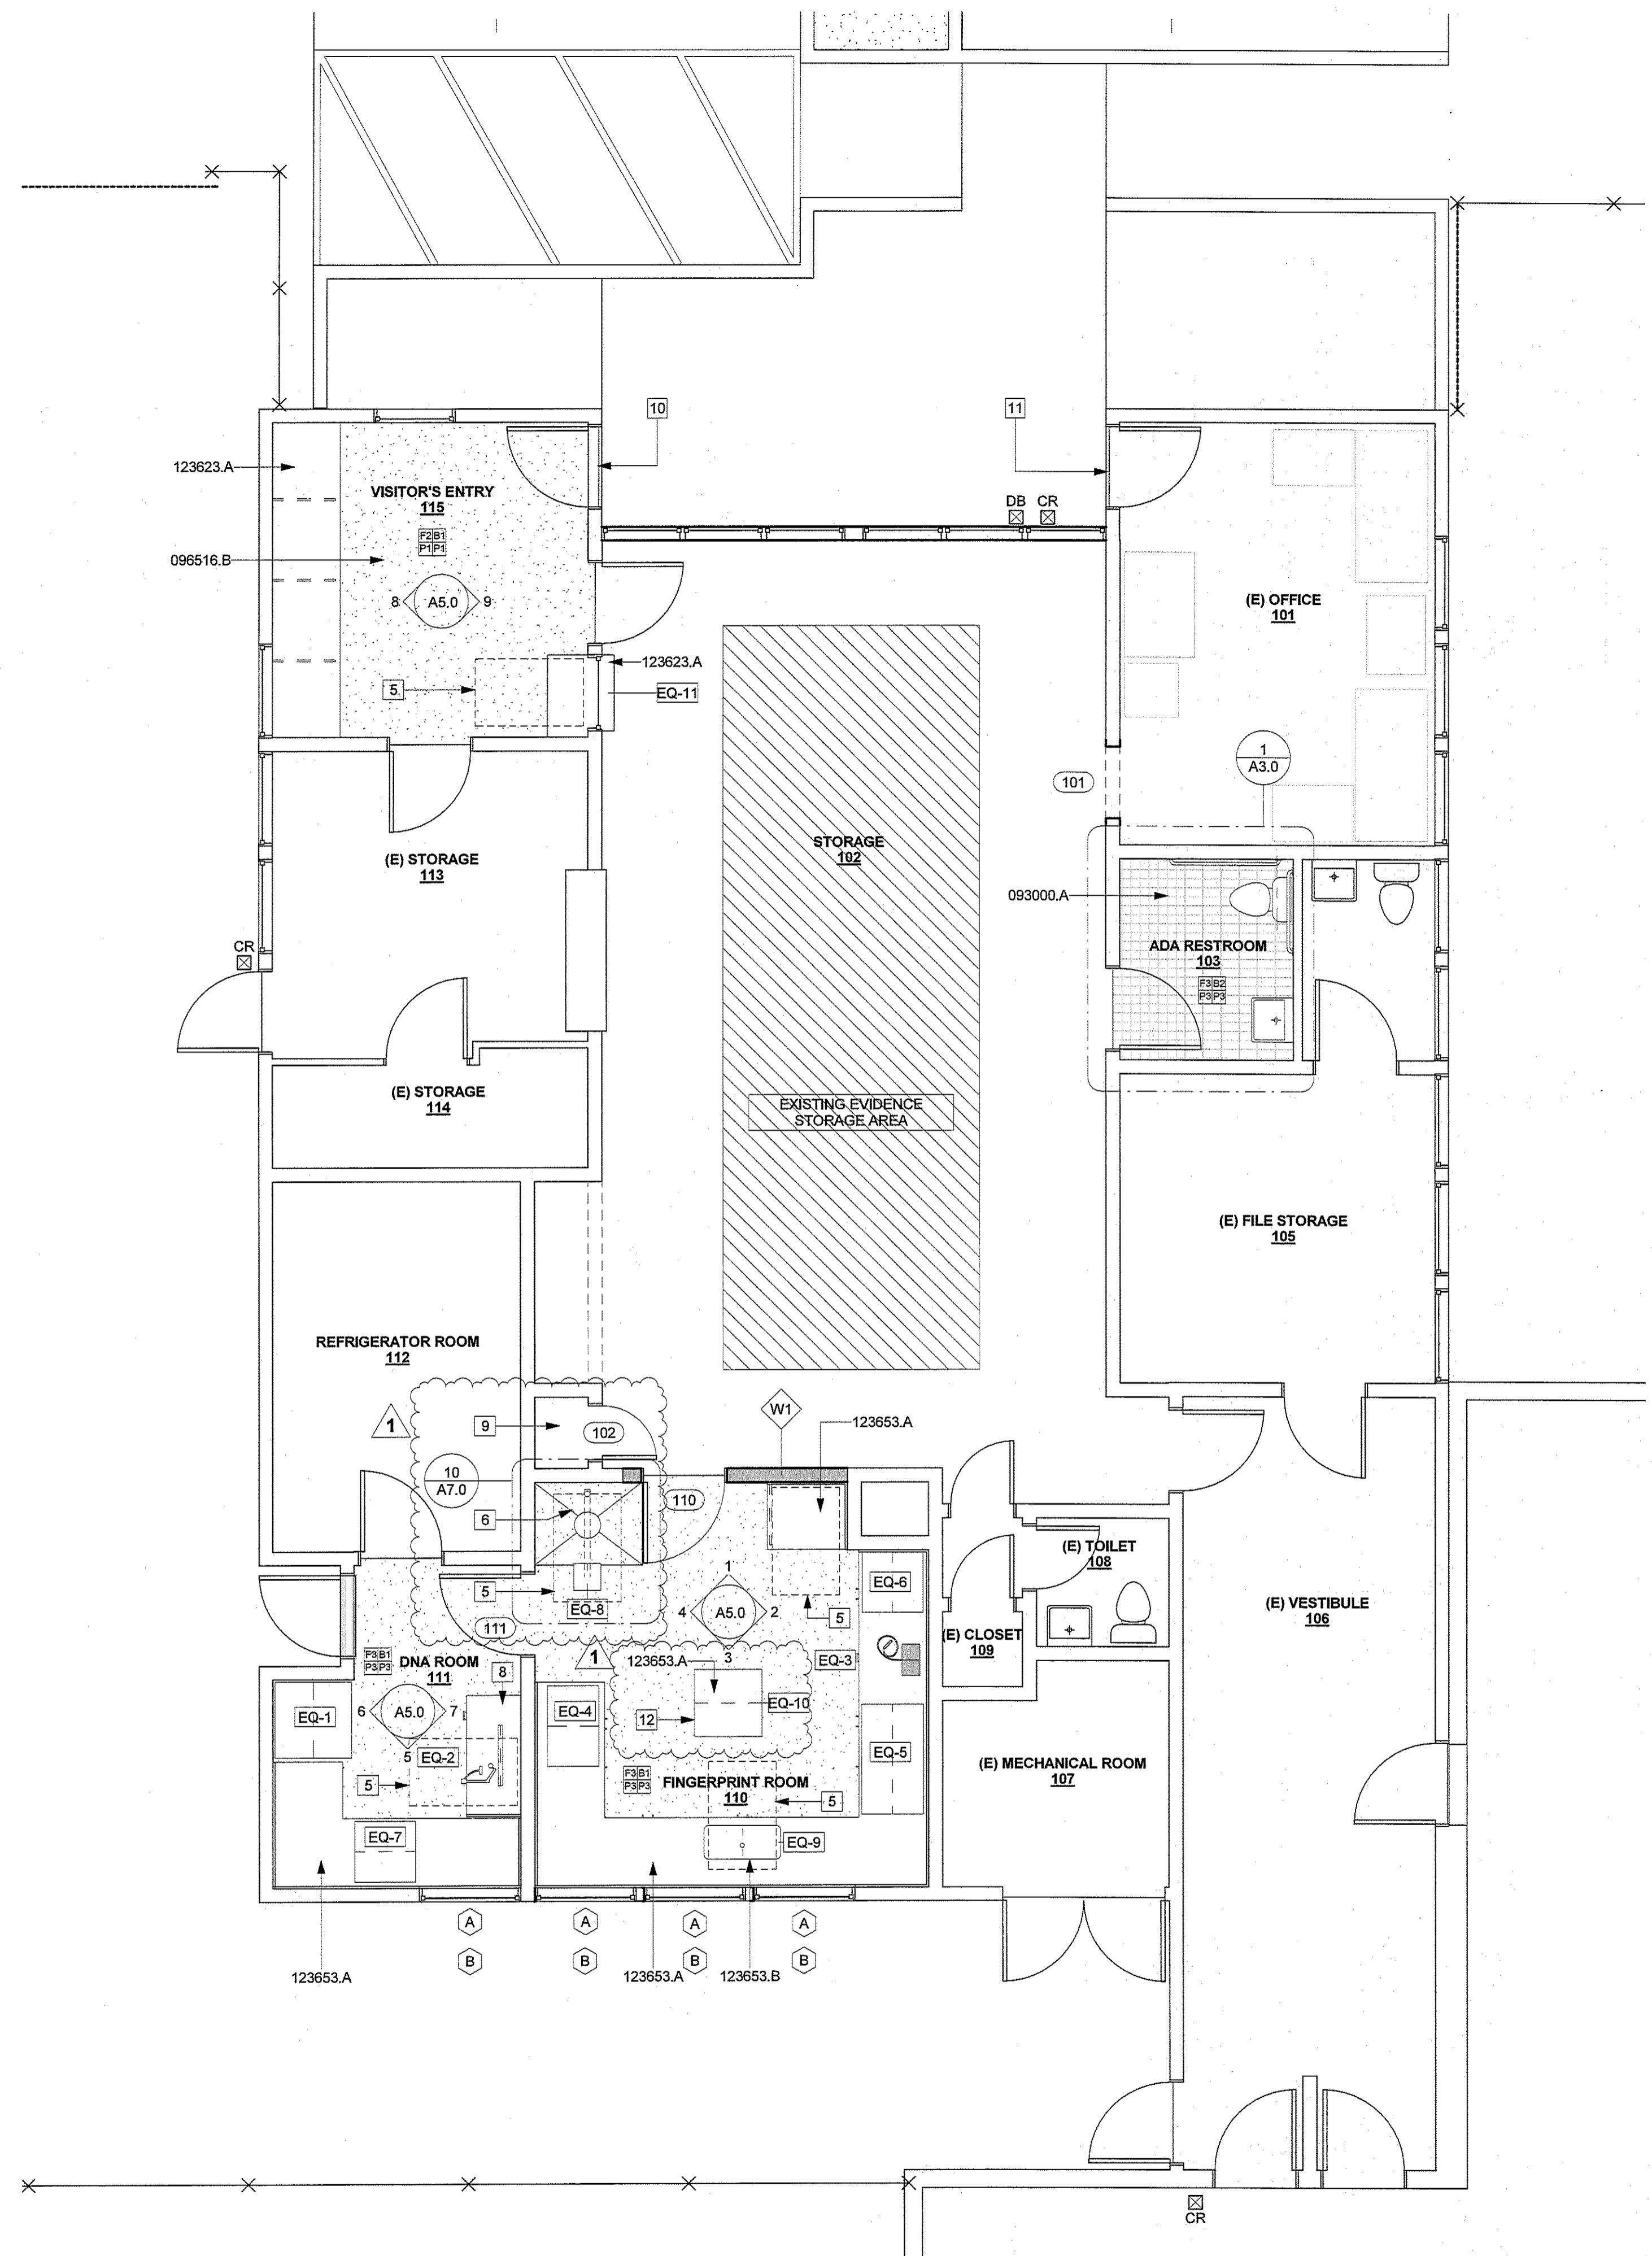 10
11
123623.A
VISITOR'S ENTRY
115
DB CR
F2 B1
P1 P1
096516.B
8 A5.0 9
(E) OFFICE
101
123623.A
5
EQ-11
1
A3.0
101
STORAGE
102
(E) STORAGE
113
093000.A
ADA RESTROOM
103
F3 B2
P3 P3
CR
(E) STORAGE
114
EXISTING EVIDENCE
STORAGE AREA
(E) FILE STORAGE
105
REFRIGERATOR ROOM
112
1
9
102
W1
123653.A
10
A7.0
110
6
(E) TOILET
108
5
EQ-8
1
4 A5.0 2
3
EQ-6
5
(E) VESTIBULE
106
111
(E) CLOSET
109
F3 B1
P3 P3
DNA ROOM
111
8
1
123653.A
EQ-3
EQ-1
6 A5.0 7
5
EQ-4
12
EQ-10
EQ-2
EQ-5
5
(E) MECHANICAL ROOM
107
F3 B1
P3 P3
FINGERPRINT ROOM
110
5
EQ-7
EQ-9
A A A A
B B B B
123653.A
123653.A
123653.B
CR